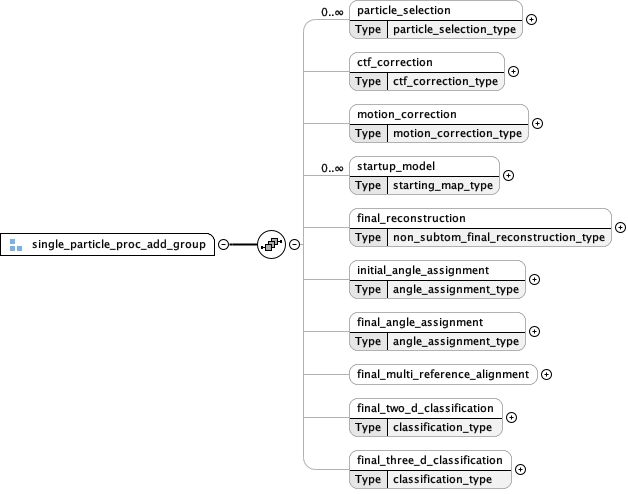 0..∞ particle_selection
Type particle_selection_type
ctf_correction
Type ctf_correction_type
motion_correction
Type motion_correction_type
0..∞ startup_model
Type starting_map_type
final_reconstruction
Type non_subtom_final_reconstruction_type
single_particle_proc_add_group
initial_angle_assignment
Type angle_assignment_type
final_angle_assignment
Type angle_assignment_type
final_multi_reference_alignment
final_two_d_classification
Type classification_type
final_three_d_classification
Type classification_type